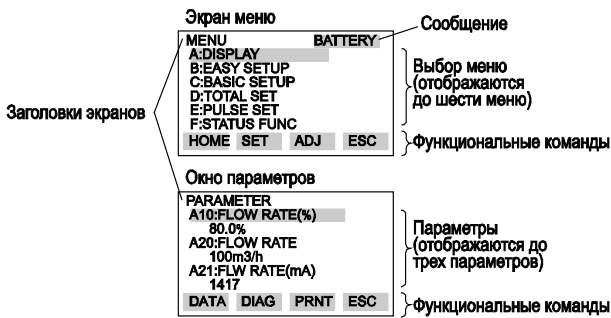 Экран меню
Сообщение
MENU BATTERY
A:DISPLAY
B:EASY SETUP
C:BASIC SETUP
D:TOTAL SET
E:PULSE SET
F:STATUS FUNC
HOME SET ADJ ESC
Выбор меню
(отображаются
до шести меню)
Заголовки экранов
Функциональные команды
Окно параметров
PARAMETER
A10:FLOW RATE(%)
80.0%
A20:FLOW RATE
100m3/h
A21:FLW RATE(mA)
1417
DATA DIAG PRNT ESC
Параметры
(отображаются до
трех параметров)
Функциональные команды